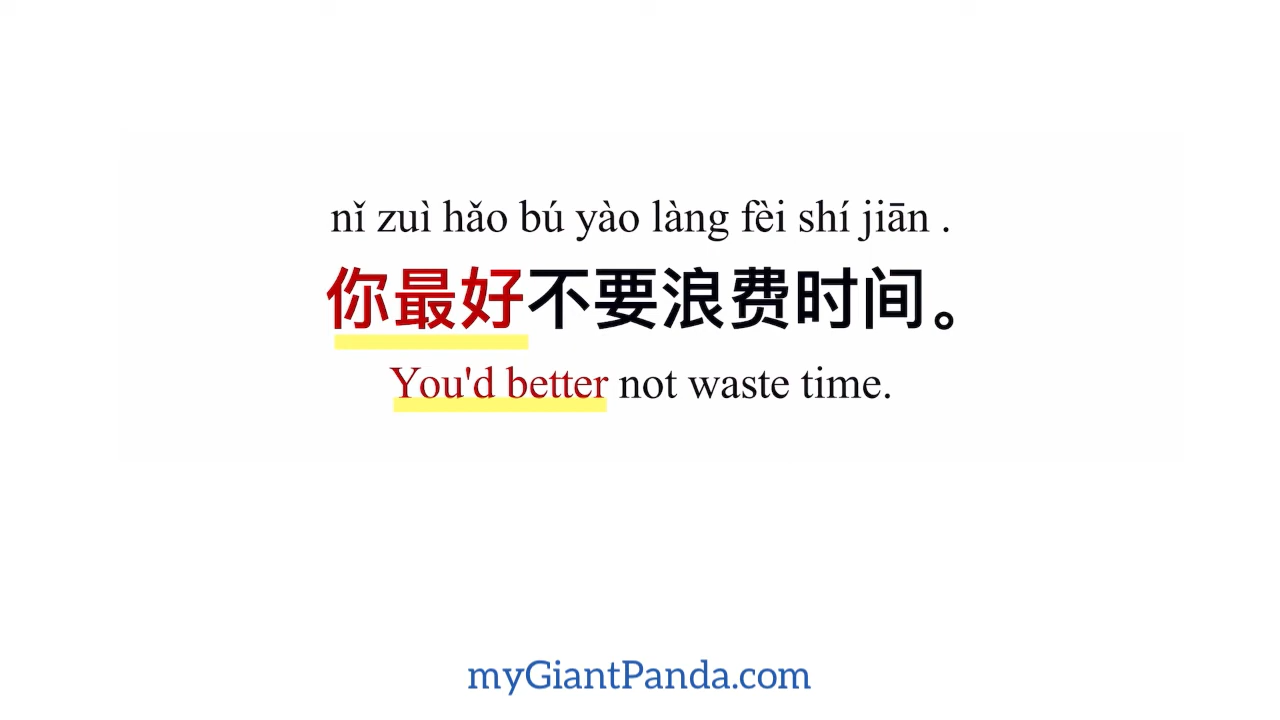 nǐ zuì hǎo bú yào làng fèi shí jiān .
你最好不要浪费时间。
You'd better not waste time.
myGiantPanda.com